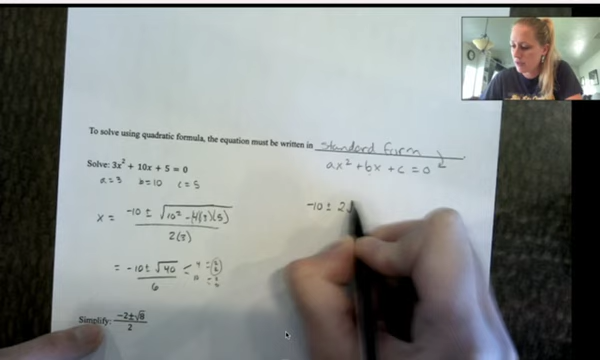 To solve using quadratic formula, the equation must be written in standard form.
ax² + bx + c = 0
Solve: 3x² + 10x + 5 = 0
a=3 b=10 c=5
x = (-10 ± √(10² - 4(3)(5))) / 2(3)
-10 ± 2√
= (-10 ± √40) / 6
Simplify: (-2 ± √8) / 2